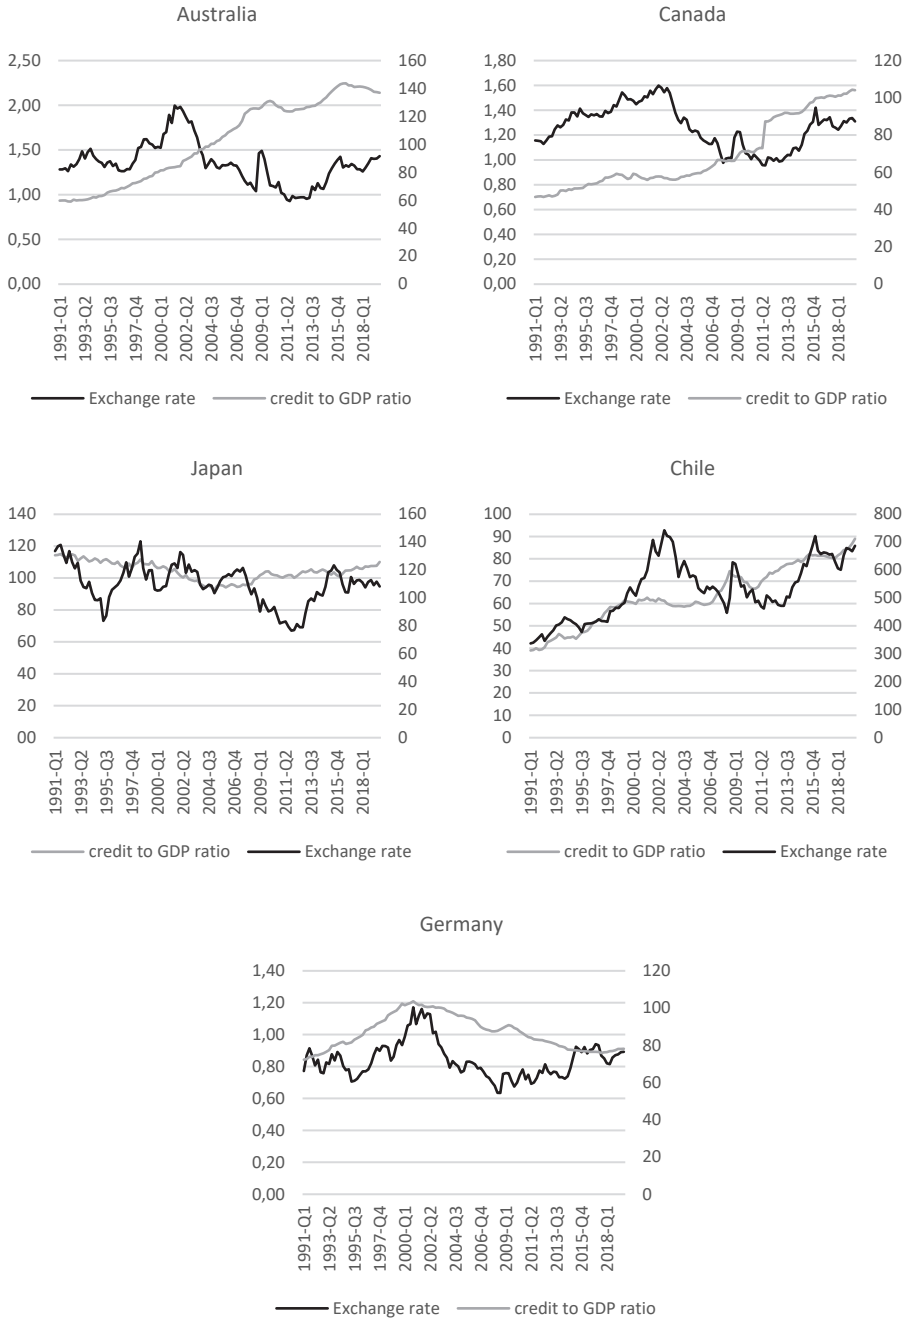 Australia
2,50
2,00
1,50
1,00
0,50
0,00
160
140
120
100
80
60
40
20
0
1991-Q1
1993-Q2
1995-Q3
1997-Q4
2000-Q1
2002-Q2
2004-Q3
2006-Q4
2009-Q1
2011-Q2
2013-Q3
2015-Q4
2018-Q1
Exchange rate credit to GDP ratio
Canada
1,80
1,60
1,40
1,20
1,00
0,80
0,60
0,40
0,20
0,00
120
100
80
60
40
20
0
1991-Q1
1993-Q2
1995-Q3
1997-Q4
2000-Q1
2002-Q2
2004-Q3
2006-Q4
2009-Q1
2011-Q2
2013-Q3
2015-Q4
2018-Q1
Exchange rate credit to GDP ratio
Japan
140
120
100
80
60
40
20
00
160
140
120
100
80
60
40
20
0
1991-Q1
1993-Q2
1995-Q3
1997-Q4
2000-Q1
2002-Q2
2004-Q3
2006-Q4
2009-Q1
2011-Q2
2013-Q3
2015-Q4
2018-Q1
credit to GDP ratio Exchange rate
Chile
100
90
80
70
60
50
40
30
20
10
0
800
700
600
500
400
300
200
100
0
1991-Q1
1993-Q2
1995-Q3
1997-Q4
2000-Q1
2002-Q2
2004-Q3
2006-Q4
2009-Q1
2011-Q2
2013-Q3
2015-Q4
2018-Q1
credit to GDP ratio Exchange rate
Germany
1,40
1,20
1,00
0,80
0,60
0,40
0,20
0,00
120
100
80
60
40
20
0
1991-Q1
1993-Q2
1995-Q3
1997-Q4
2000-Q1
2002-Q2
2004-Q3
2006-Q4
2009-Q1
2011-Q2
2013-Q3
2015-Q4
2018-Q1
Exchange rate credit to GDP ratio